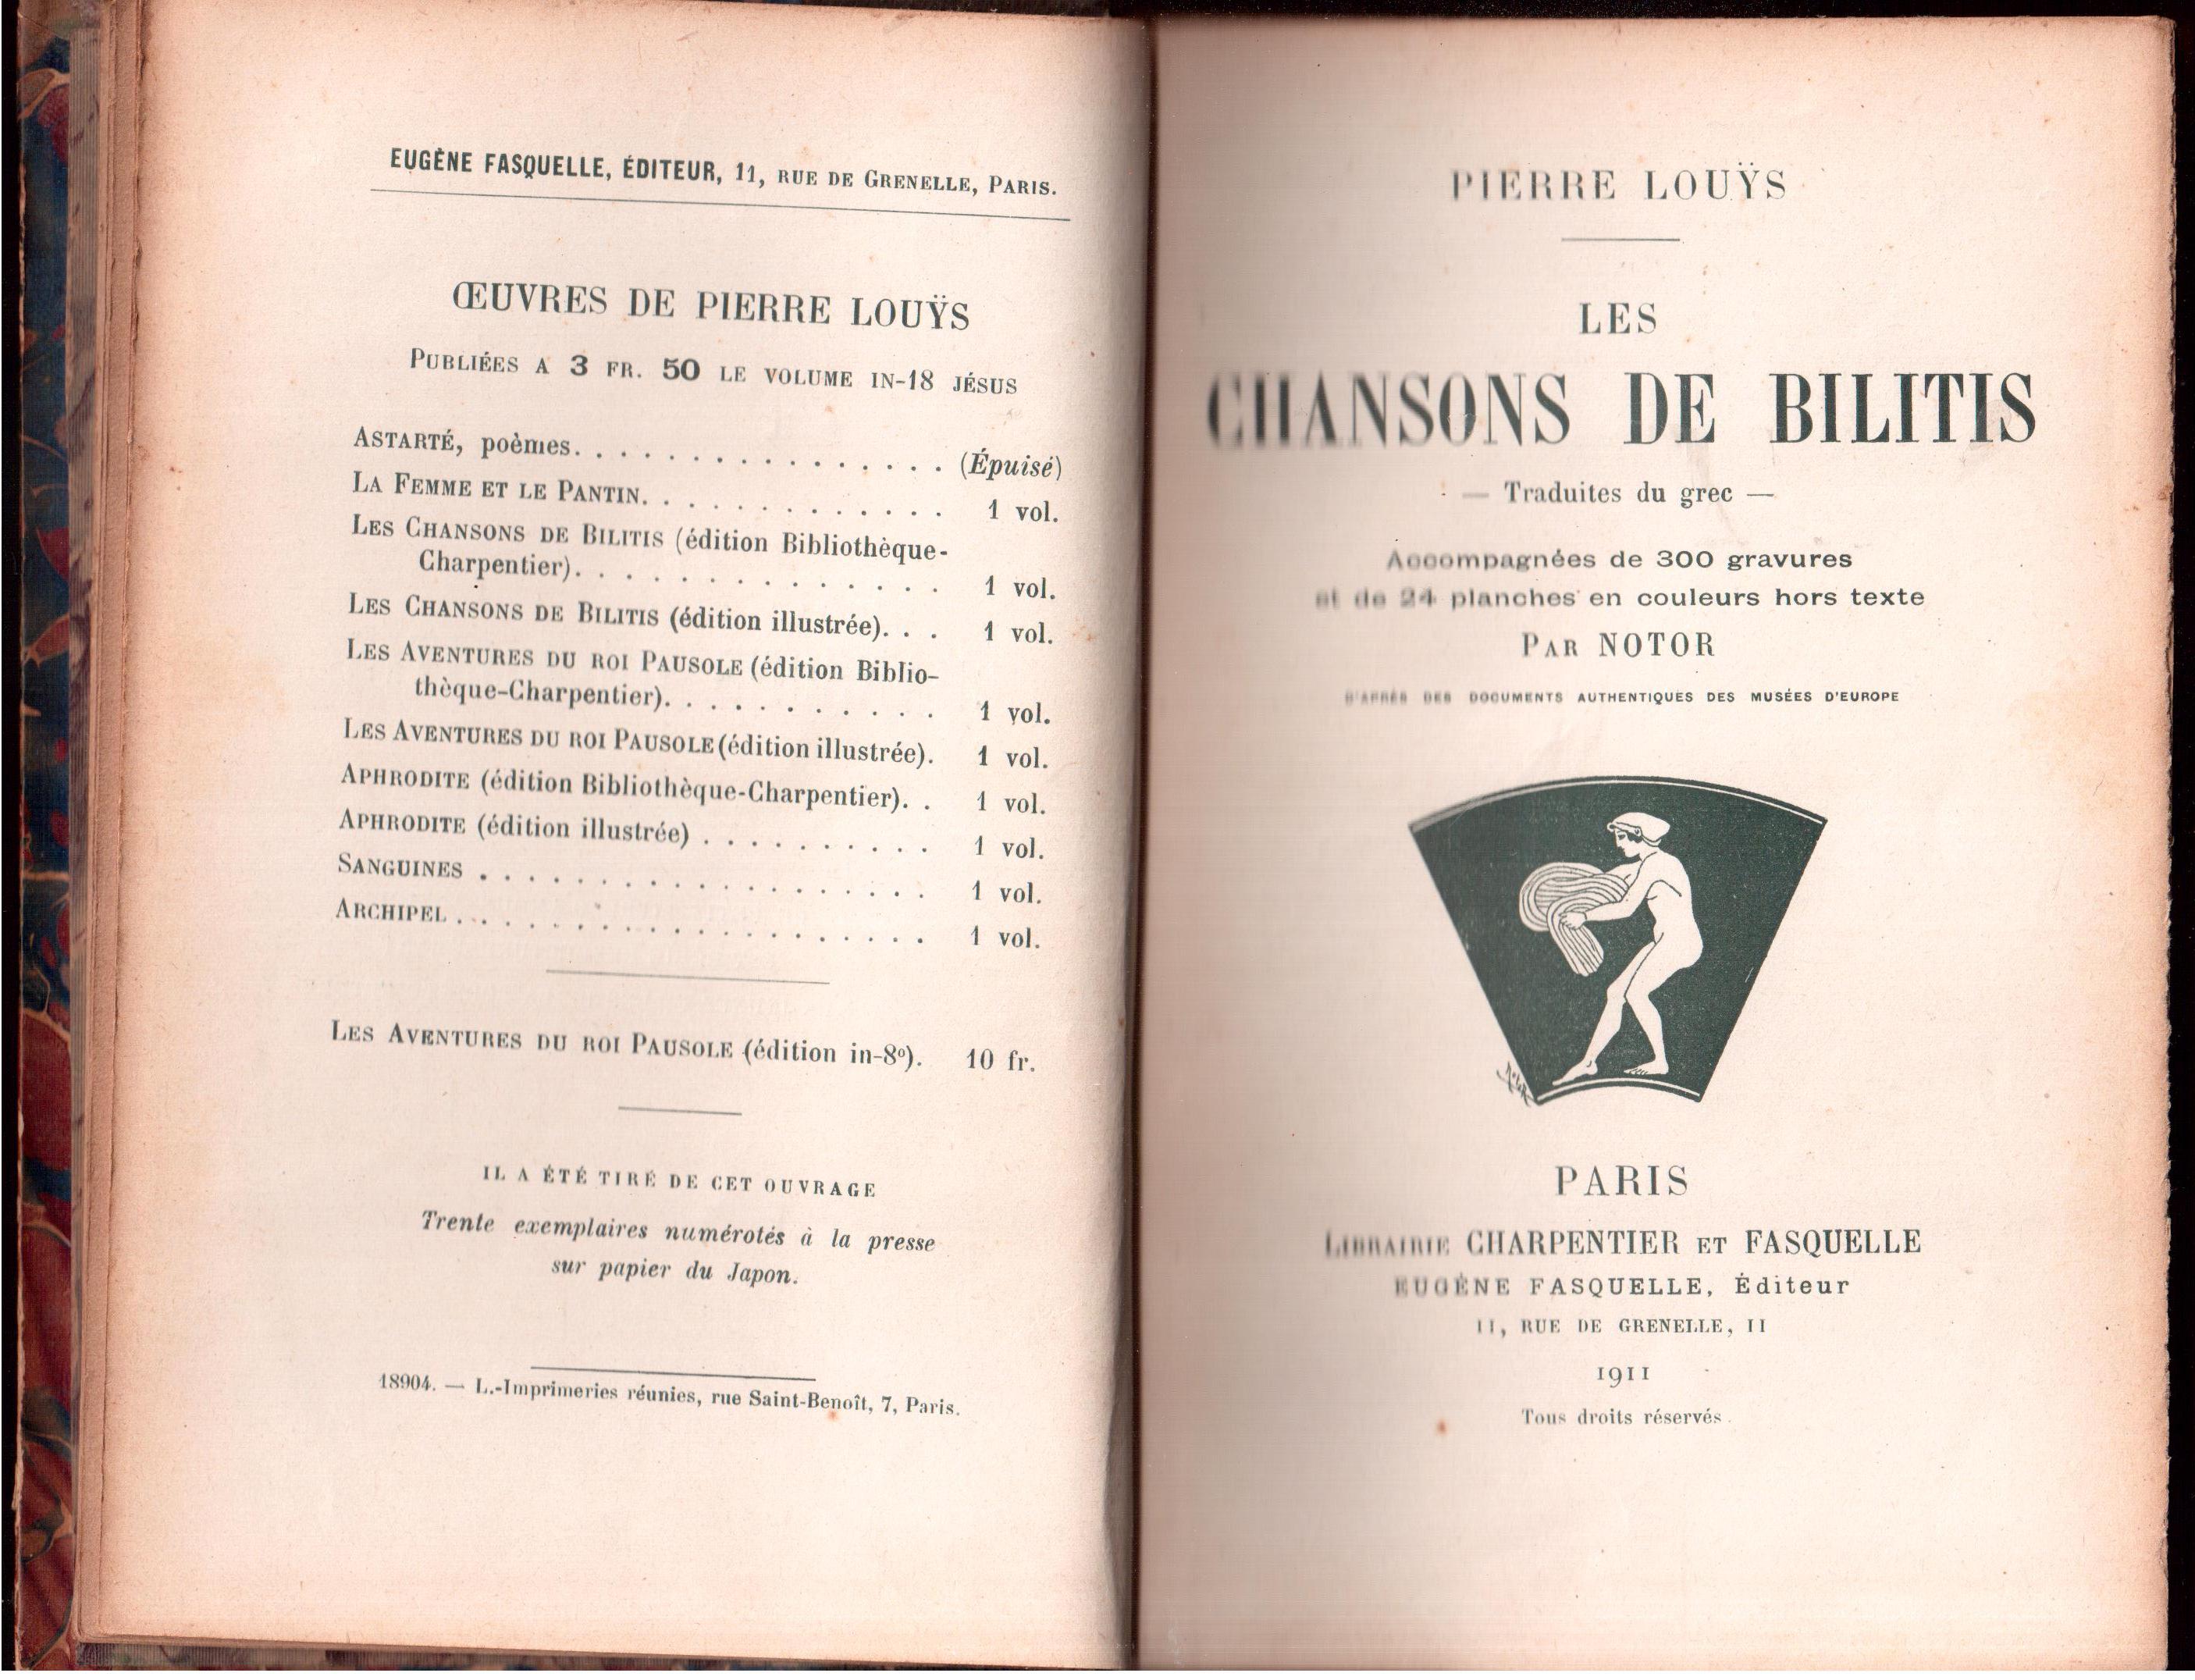 EUGÈNE FASQUELLE, ÉDITEUR, 11, RUE DE GRENELLE, PARIS.
ŒUVRES DE PIERRE LOUŸS
PUBLIÉES A 3 FR. 50 LE VOLUME IN-18 JÉSUS
ASTARTÉ, poèmes. . . . . . . . . . . . . . . . (Épuisé)
LA FEMME ET LE PANTIN. . . . . . . . . . . . 1 vol.
LES CHANSONS DE BILITIS (édition Bibliothèque-
Charpentier). . . . . . . . . . . . . . . 1 vol.
LES CHANSONS DE BILITIS (édition illustrée). . . 1 vol.
LES AVENTURES DU ROI PAUSOLE (édition Biblio-
thèque-Charpentier). . . . . . . . . . . 1 vol.
LES AVENTURES DU ROI PAUSOLE (édition illustrée). 1 vol.
APHRODITE (édition Bibliothèque-Charpentier). . 1 vol.
APHRODITE (édition illustrée) . . . . . . . . . . 1 vol.
SANGUINES . . . . . . . . . . . . . . . . . . 1 vol.
ARCHIPEL . . . . . . . . . . . . . . . . . . . 1 vol.
LES AVENTURES DU ROI PAUSOLE (édition in-8º). 10 fr.
IL A ÉTÉ TIRÉ DE CET OUVRAGE
Trente exemplaires numérotés à la presse
sur papier du Japon.
18904. — L.-Imprimeries réunies, rue Saint-Benoît, 7, Paris.
PIERRE LOUŸS
LES
CHANSONS DE BILITIS
— Traduites du grec —
Accompagnées de 300 gravures
et de 24 planches en couleurs hors texte
PAR NOTOR
D'APRÈS DES DOCUMENTS AUTHENTIQUES DES MUSÉES D'EUROPE
Notor
PARIS
LIBRAIRIE CHARPENTIER ET FASQUELLE
EUGÈNE FASQUELLE, Éditeur
11, RUE DE GRENELLE, 11
1911
Tous droits réservés.